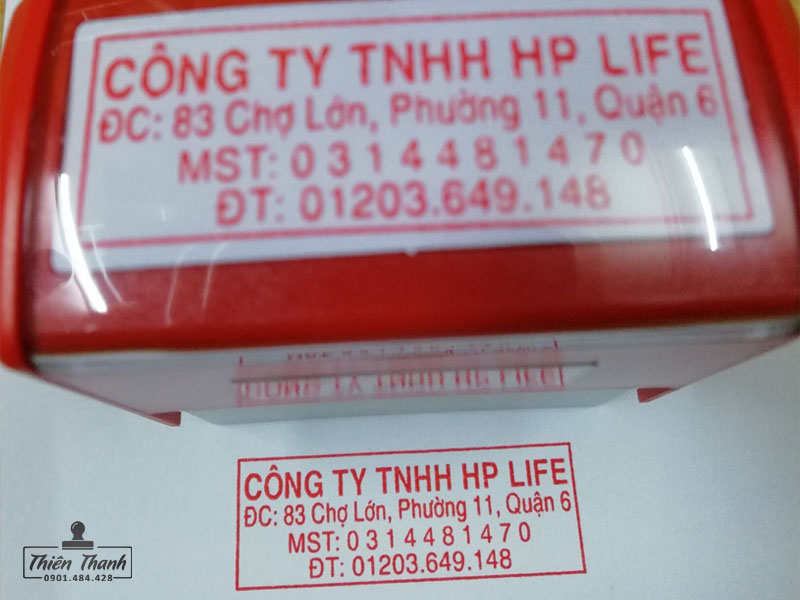 CÔNG TY TNHH HP LIFE
ĐC: 83 Chợ Lớn, Phường 11, Quận 6
MST: 0 3 1 4 4 8 1 4 7 0
ĐT: 01203.649.148
CÔNG TY TNHH HP LIFE
ĐC: 83 Chợ Lớn, Phường 11, Quận 6
MST: 0 3 1 4 4 8 1 4 7 0
ĐT: 01203.649.148
Thiên Thanh
0901.484.428